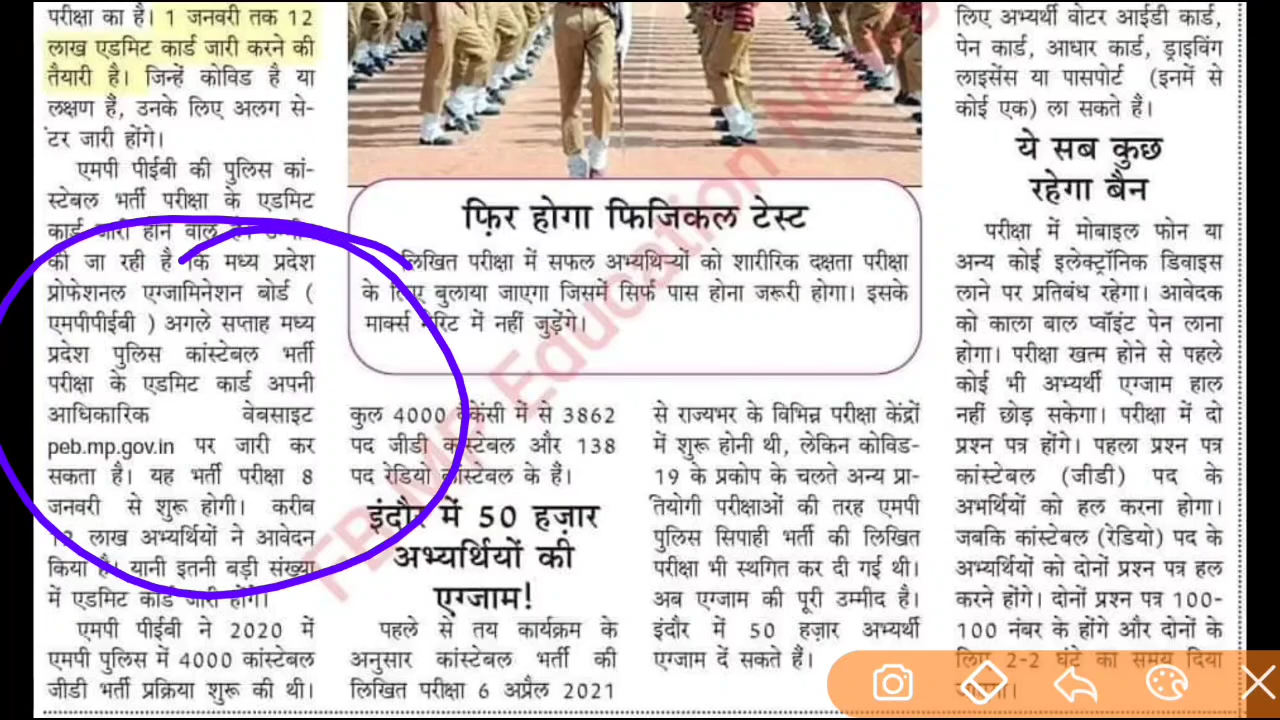 परीक्षा का है। 1 जनवरी तक 12
लाख एडमिट कार्ड जारी करने की
तैयारी है। जिन्हें कोविड है या
लक्षण हैं, उनके लिए अलग से-
टर जारी होंगे।
एमपी पीईबी की पुलिस कां-
स्टेबल भर्ती परीक्षा के एडमिट
कार्ड जारी होने वाले हैं।
की जा रही है कि मध्य प्रदेश
प्रोफेशनल एग्जामिनेशन बोर्ड (
एमपीपीईबी ) अगले सप्ताह मध्य
प्रदेश पुलिस कांस्टेबल भर्ती
परीक्षा के एडमिट कार्ड अपनी
आधिकारिक वेबसाइट
peb.mp.gov.in पर जारी कर
सकता है। यह भर्ती परीक्षा 8
जनवरी से शुरू होगी। करीब
12 लाख अभ्यर्थियों ने आवेदन
किया है। यानी इतनी बड़ी संख्या
में एडमिट कार्ड जारी होंगे।
एमपी पीईबी ने 2020 में
एमपी पुलिस में 4000 कांस्टेबल
जीडी भर्ती प्रक्रिया शुरू की थी।
फ़िर होगा फिजिकल टेस्ट
लिखित परीक्षा में सफल अभ्यर्थियों को शारीरिक दक्षता परीक्षा
के लिए बुलाया जाएगा जिसमें सिर्फ पास होना जरूरी होगा। इसके
मार्क्स मेरिट में नहीं जुड़ेंगे।
कुल 4000 वैकेंसी में से 3862
पद जीडी कांस्टेबल और 138
पद रेडियो कांस्टेबल के हैं।
इंदौर में 50 हज़ार
अभ्यर्थियों की
एग्जाम!
पहले से तय कार्यक्रम के
अनुसार कांस्टेबल भर्ती की
लिखित परीक्षा 6 अप्रैल 2021
से राज्यभर के विभिन्न परीक्षा केंद्रों
में शुरू होनी थी, लेकिन कोविड-
19 के प्रकोप के चलते अन्य प्रा-
तियोगी परीक्षाओं की तरह एमपी
पुलिस सिपाही भर्ती की लिखित
परीक्षा भी स्थगित कर दी गई थी।
अब एग्जाम की पूरी उम्मीद है।
इंदौर में 50 हज़ार अभ्यर्थी
एग्जाम दें सकते हैं।
लिए अभ्यर्थी वोटर आईडी कार्ड,
पेन कार्ड, आधार कार्ड, ड्राइविंग
लाइसेंस या पासपोर्ट (इनमें से
कोई एक) ला सकते हैं।
ये सब कुछ
रहेगा बैन
परीक्षा में मोबाइल फोन या
अन्य कोई इलेक्ट्रॉनिक डिवाइस
लाने पर प्रतिबंध रहेगा। आवेदक
को काला बाल प्वॉइंट पेन लाना
होगा। परीक्षा खत्म होने से पहले
कोई भी अभ्यर्थी एग्जाम हाल
नहीं छोड़ सकेगा। परीक्षा में दो
प्रश्न पत्र होंगे। पहला प्रश्न पत्र
कांस्टेबल (जीडी) पद के
अभर्थियों को हल करना होगा।
जबकि कांस्टेबल (रेडियो) पद के
अभ्यर्थियों को दोनों प्रश्न पत्र हल
करने होंगे। दोनों प्रश्न पत्र 100-
100 नंबर के होंगे और दोनों के
लिए 2-2 घंटे का समय दिया
FB MP Education